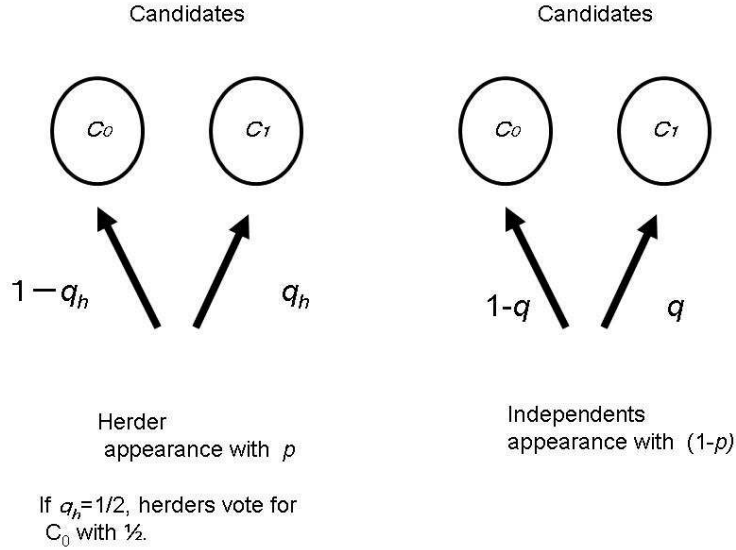 Candidates
C₀ C₁
1－qₕ qₕ
Herder
appearance with p
If qₕ=1/2, herders vote for
C₀ with ½.
Candidates
C₀ C₁
1-q q
Independents
appearance with (1-p)